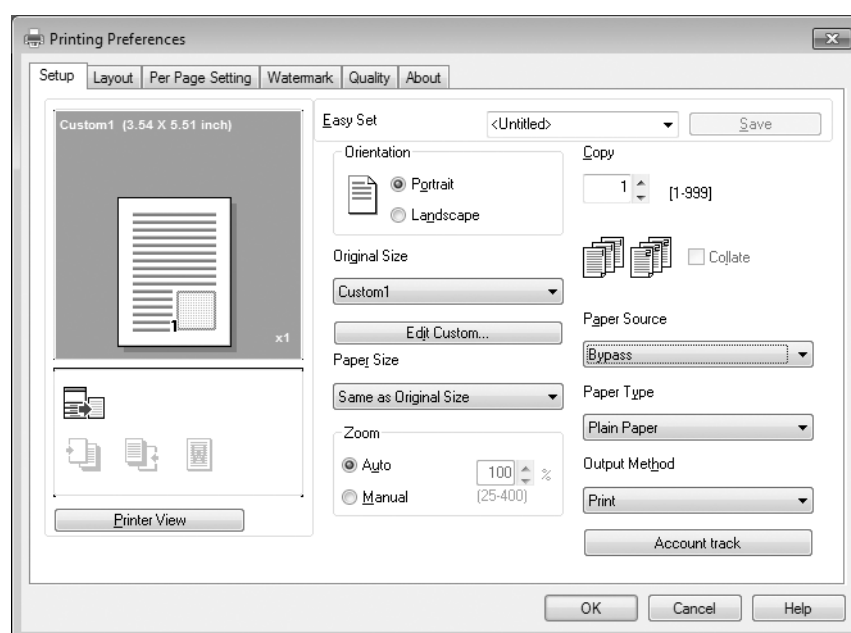 Printing Preferences
Setup Layout Per Page Setting Watermark Quality About
Custom1 (3.54 X 5.51 inch)
1
x1
Printer View
Easy Set <Untitled> Save
Orientation
Portrait
Landscape
Original Size
Custom1
Edit Custom...
Paper Size
Same as Original Size
Zoom
Auto
Manual
100 %
(25-400)
Copy
1 [1-999]
Collate
Paper Source
Bypass
Paper Type
Plain Paper
Output Method
Print
Account track
OK Cancel Help